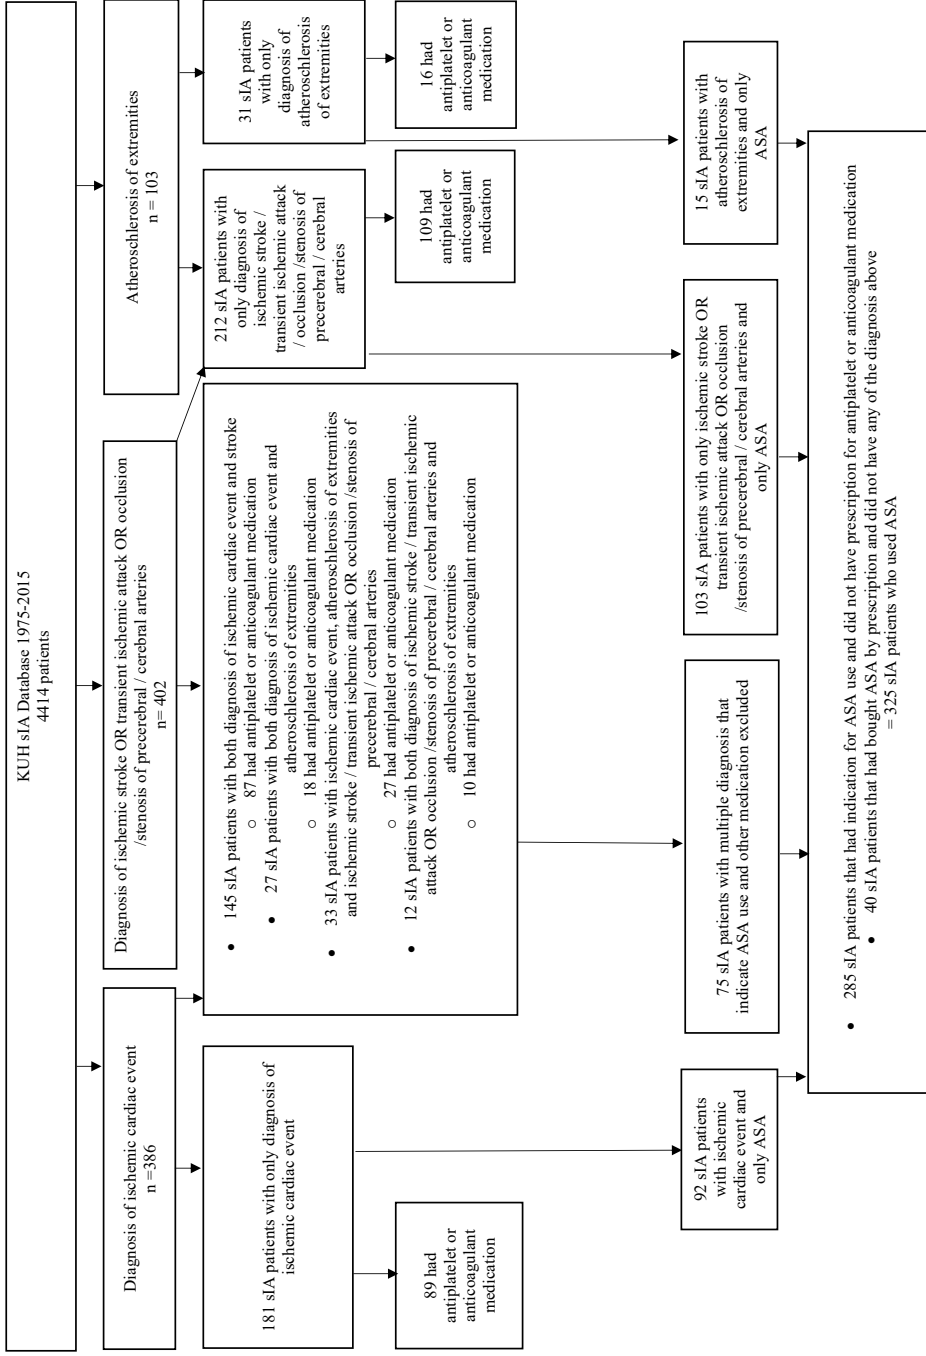 KUH sIA Database 1975-2015
4414 patients
Diagnosis of ischemic cardiac event
n =386
Diagnosis of ischemic stroke OR transient ischemic attack OR occlusion
/stenosis of precerebral / cerebral arteries
n= 402
Atheroschlerosis of extremities
n = 103
181 sIA patients with only diagnosis of
ischemic cardiac event
• 145 sIA patients with both diagnosis of ischemic cardiac event and stroke
○ 87 had antiplatelet or anticoagulant medication
• 27 sIA patients with both diagnosis of ischemic cardiac event and
atheroschlerosis of extremities
○ 18 had antiplatelet or anticoagulant medication
• 33 sIA patients with ischemic cardiac event, atheroschlerosis of extremities
and ischemic stroke / transient ischemic attack OR occlusion /stenosis of
precerebral / cerebral arteries
○ 27 had antiplatelet or anticoagulant medication
• 12 sIA patients with both diagnosis of ischemic stroke / transient ischemic
attack OR occlusion /stenosis of precerebral / cerebral arteries and
atheroschlerosis of extremities
○ 10 had antiplatelet or anticoagulant medication
212 sIA patients with
only diagnosis of
ischemic stroke /
transient ischemic attack
/ occlusion /stenosis of
precerebral / cerebral
arteries
31 sIA patients
with only
diagnosis of
atheroschlerosis
of extremities
89 had
antiplatelet or
anticoagulant
medication
109 had
antiplatelet or
anticoagulant
medication
16 had
antiplatelet or
anticoagulant
medication
92 sIA patients
with ischemic
cardiac event and
only ASA
75 sIA patients with multiple diagnosis that
indicate ASA use and other medication excluded
103 sIA patients with only ischemic stroke OR
transient ischemic attack OR occlusion
/stenosis of precerebral / cerebral arteries and
only ASA
15 sIA patients with
atheroschlerosis of
extremities and only
ASA
• 285 sIA patients that had indication for ASA use and did not have prescription for antiplatelet or anticoagulant medication
• 40 sIA patients that had bought ASA by prescription and did not have any of the diagnosis above
= 325 sIA patients who used ASA